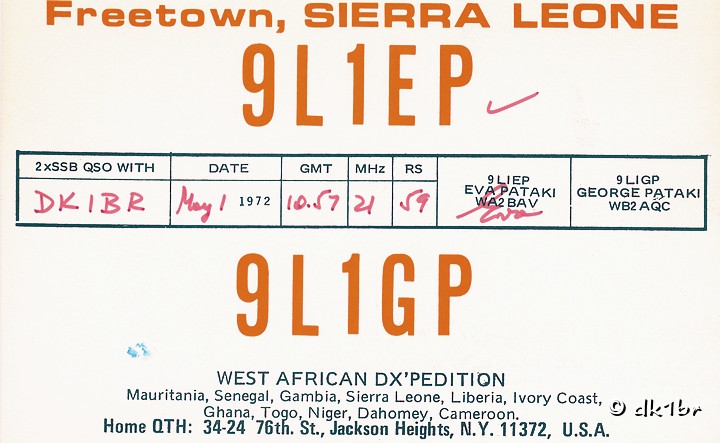 Freetown, SIERRA LEONE
9L1EP ✓
2xSSB QSO WITH DATE GMT MHz RS 9LIEP 9LIGP
EVA PATAKI GEORGE PATAKI
DK1BR May 1 1972 10.57 21 59 WA2BAV WB2AQC
Eva
9L1GP
WEST AFRICAN DX'PEDITION
Mauritania, Senegal, Gambia, Sierra Leone, Liberia, Ivory Coast,
Ghana, Togo, Niger, Dahomey, Cameroon.
Home QTH: 34-24 76th. St., Jackson Heights, N.Y. 11372, U.S.A.
© dk1br